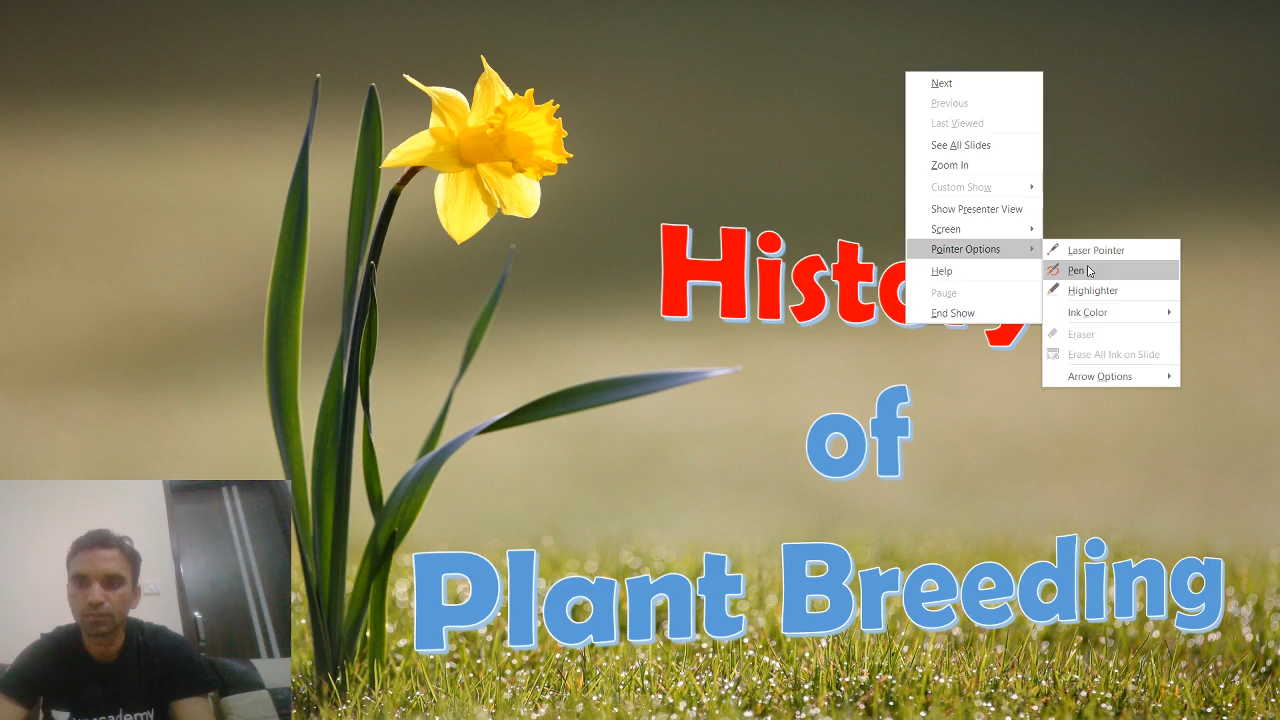 Next
Previous
Last Viewed
See All Slides
Zoom In
Custom Show
Show Presenter View
Screen
Pointer Options
Help
Pause
End Show
Laser Pointer
Pen
Highlighter
Ink Color
Eraser
Erase All Ink on Slide
Arrow Options
History
of
Plant Breeding